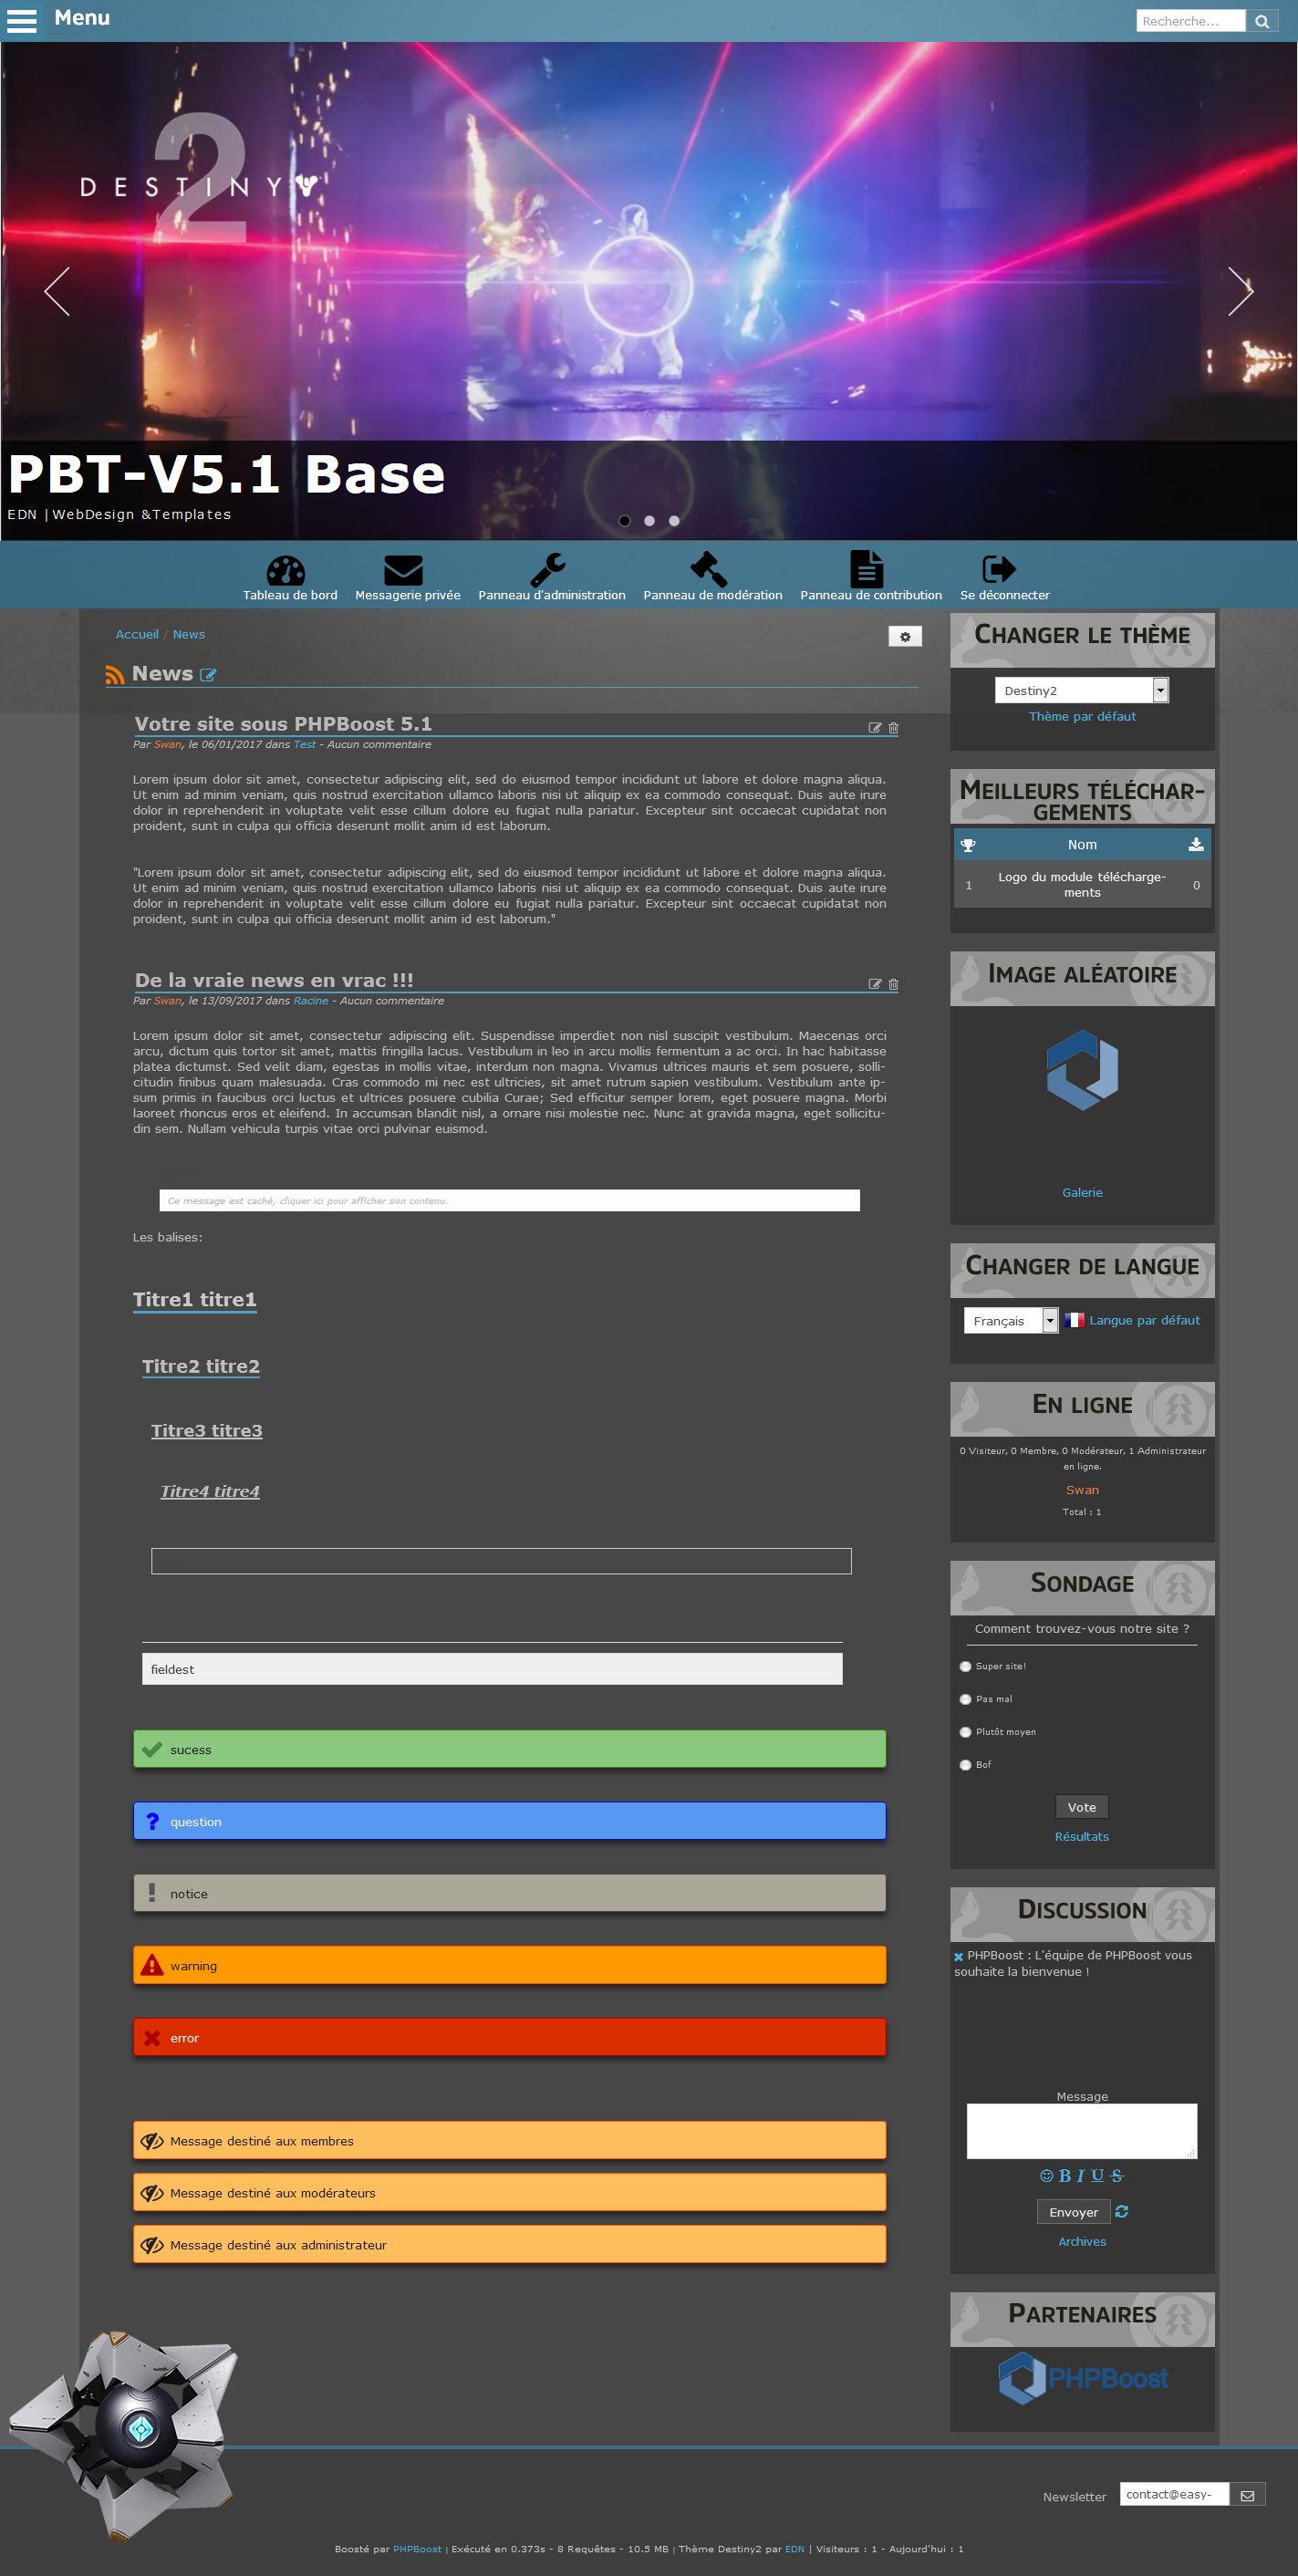 Menu
Recherche...
DESTINY
2
PBT-V5.1 Base
EDN |WebDesign &Templates
Tableau de bord
Messagerie privée
Panneau d'administration
Panneau de modération
Panneau de contribution
Se déconnecter
Accueil / News
News
Votre site sous PHPBoost 5.1
Par Swan, le 06/01/2017 dans Test - Aucun commentaire
Lorem ipsum dolor sit amet, consectetur adipiscing elit, sed do eiusmod tempor incididunt ut labore et dolore magna aliqua.
Ut enim ad minim veniam, quis nostrud exercitation ullamco laboris nisi ut aliquip ex ea commodo consequat. Duis aute irure
dolor in reprehenderit in voluptate velit esse cillum dolore eu fugiat nulla pariatur. Excepteur sint occaecat cupidatat non
proident, sunt in culpa qui officia deserunt mollit anim id est laborum.
"Lorem ipsum dolor sit amet, consectetur adipiscing elit, sed do eiusmod tempor incididunt ut labore et dolore magna aliqua.
Ut enim ad minim veniam, quis nostrud exercitation ullamco laboris nisi ut aliquip ex ea commodo consequat. Duis aute irure
dolor in reprehenderit in voluptate velit esse cillum dolore eu fugiat nulla pariatur. Excepteur sint occaecat cupidatat non
proident, sunt in culpa qui officia deserunt mollit anim id est laborum."
De la vraie news en vrac !!!
Par Swan, le 13/09/2017 dans Racine - Aucun commentaire
Lorem ipsum dolor sit amet, consectetur adipiscing elit. Suspendisse imperdiet non nisl suscipit vestibulum. Maecenas orci
arcu, dictum quis tortor sit amet, mattis fringilla lacus. Vestibulum in leo in arcu mollis fermentum a ac orci. In hac habitasse
platea dictumst. Sed velit diam, egestas in mollis vitae, interdum non magna. Vivamus ultrices mauris et sem posuere, solli-
citudin finibus quam malesuada. Cras commodo mi nec est ultricies, sit amet rutrum sapien vestibulum. Vestibulum ante ip-
sum primis in faucibus orci luctus et ultrices posuere cubilia Curae; Sed efficitur semper lorem, eget posuere magna. Morbi
laoreet rhoncus eros et eleifend. In accumsan blandit nisl, a ornare nisi molestie nec. Nunc at gravida magna, eget sollicitu-
din sem. Nullam vehicula turpis vitae orci pulvinar euismod.
Ce message est caché, cliquer ici pour afficher son contenu.
Les balises:
Titre1 titre1
Titre2 titre2
Titre3 titre3
Titre4 titre4
fieldest
sucess
question
notice
warning
error
Message destiné aux membres
Message destiné aux modérateurs
Message destiné aux administrateur
Changer le thème
Destiny2
Thème par défaut
Meilleurs téléchar-
gements
Nom
1
Logo du module télécharge-
ments
0
Image aléatoire
Galerie
Changer de langue
Français
Langue par défaut
En ligne
0 Visiteur, 0 Membre, 0 Modérateur, 1 Administrateur
en ligne.
Swan
Total : 1
Sondage
Comment trouvez-vous notre site ?
Super site!
Pas mal
Plutôt moyen
Bof
Vote
Résultats
Discussion
PHPBoost : L'équipe de PHPBoost vous
souhaite la bienvenue !
Message
B I U S
Envoyer
Archives
Partenaires
PHPBoost
Newsletter
contact@easy-
Boosté par PHPBoost | Exécuté en 0.373s - 8 Requêtes - 10.5 MB | Thème Destiny2 par EDN | Visiteurs : 1 - Aujourd'hui : 1